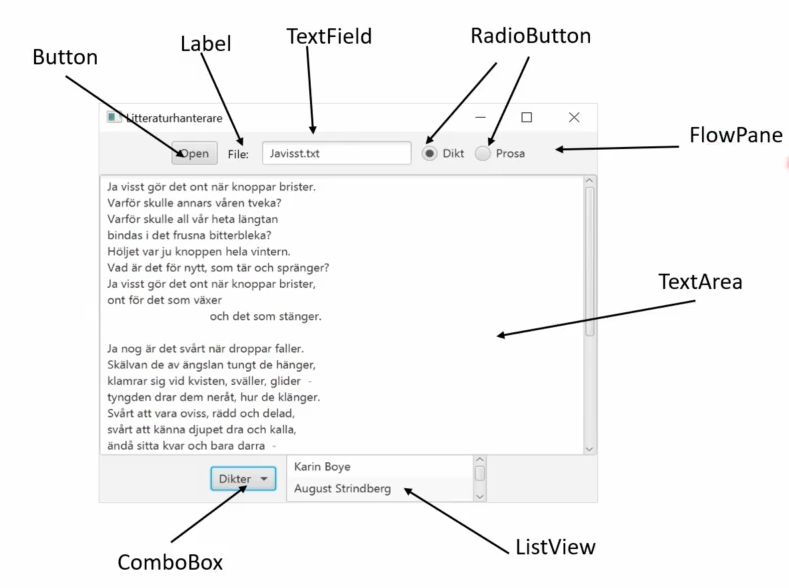 Button
Label
TextField
RadioButton
FlowPane
Litteraturhanterare
Open
File:
Javisst.txt
Dikt
Prosa
Ja visst gör det ont när knoppar brister.
Varför skulle annars våren tveka?
Varför skulle all vår heta längtan
bindas i det frusna bitterbleka?
Höljet var ju knoppen hela vintern.
Vad är det för nytt, som tär och spränger?
Ja visst gör det ont när knoppar brister,
ont för det som växer
och det som stänger.
Ja nog är det svårt när droppar faller.
Skälvan de av ängslan tungt de hänger,
klamrar sig vid kvisten, sväller, glider -
tyngden drar dem neråt, hur de klänger.
Svårt att vara oviss, rädd och delad,
svårt att känna djupet dra och kalla,
ändå sitta kvar och bara darra -
TextArea
Dikter
Karin Boye
August Strindberg
ComboBox
ListView